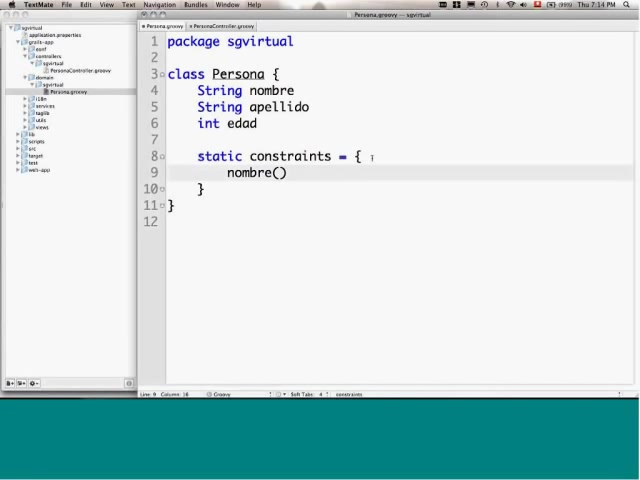 TextMate File Edit View Text Navigation Bundles Window Help (99%) Thu 7:14 PM
Persona.groovy — sgvirtual
sgvirtual
application.properties
grails-app
conf
controllers
sgvirtual
PersonaController.groovy
domain
sgvirtual
Persona.groovy
i18n
services
taglib
utils
views
lib
scripts
src
target
test
web-app
Persona.groovy PersonaController.groovy
1 package sgvirtual
2
3 class Persona {
4 String nombre
5 String apellido
6 int edad
7
8 static constraints = {
9 nombre()
10 }
11 }
12
Line: 9 Column: 16 Groovy Soft Tabs: 4 constraints